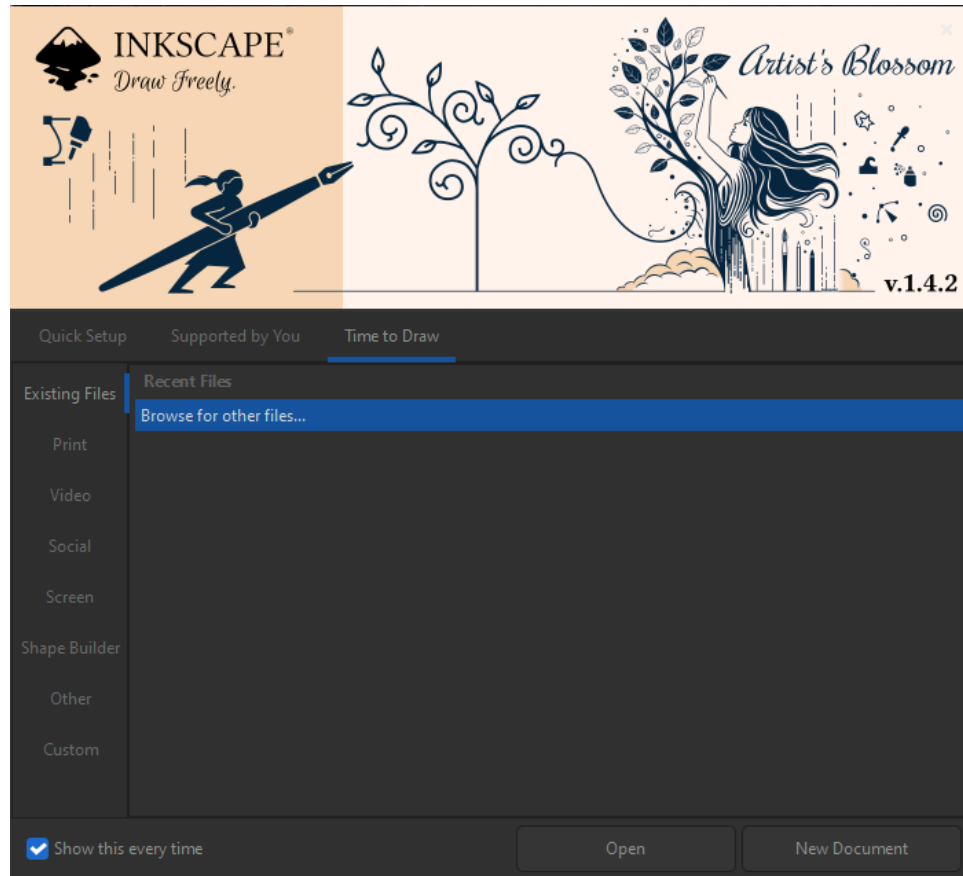 INKSCAPE®
Draw Freely.
Artist's Blossom
v.1.4.2
Quick Setup
Supported by You
Time to Draw
Existing Files
Print
Video
Social
Screen
Shape Builder
Other
Custom
Recent Files
Browse for other files...
Show this every time
Open
New Document